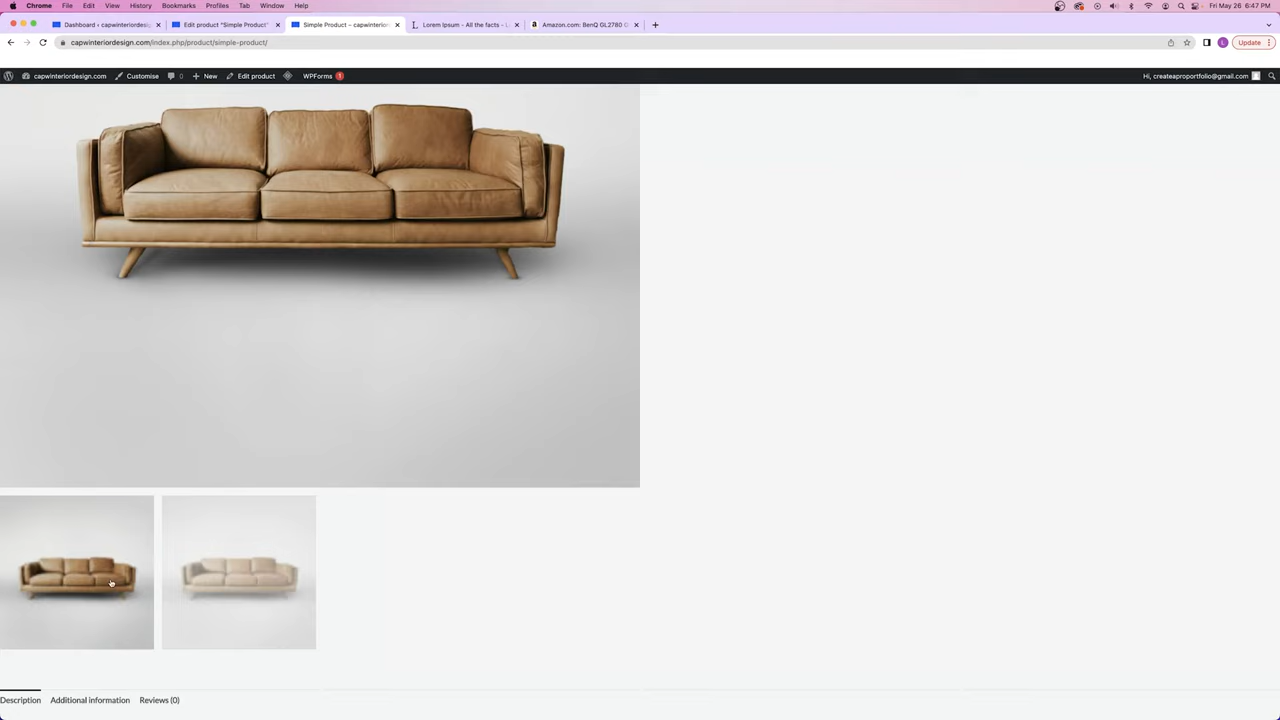 Chrome File Edit View History Bookmarks Profiles Tab Window Help Fri May 26 6:47 PM
Dashboard ‹ capwinteriordesig Edit product "Simple Product" Simple Product – capwinterior Lorem Ipsum - All the facts - L Amazon.com: BenQ GL2780
capwinteriordesign.com/index.php/product/simple-product/ L Update
capwinteriordesign.com Customise 0 New Edit product WPForms 1 Hi, createaproportfolio@gmail.com
Description Additional information Reviews (0)